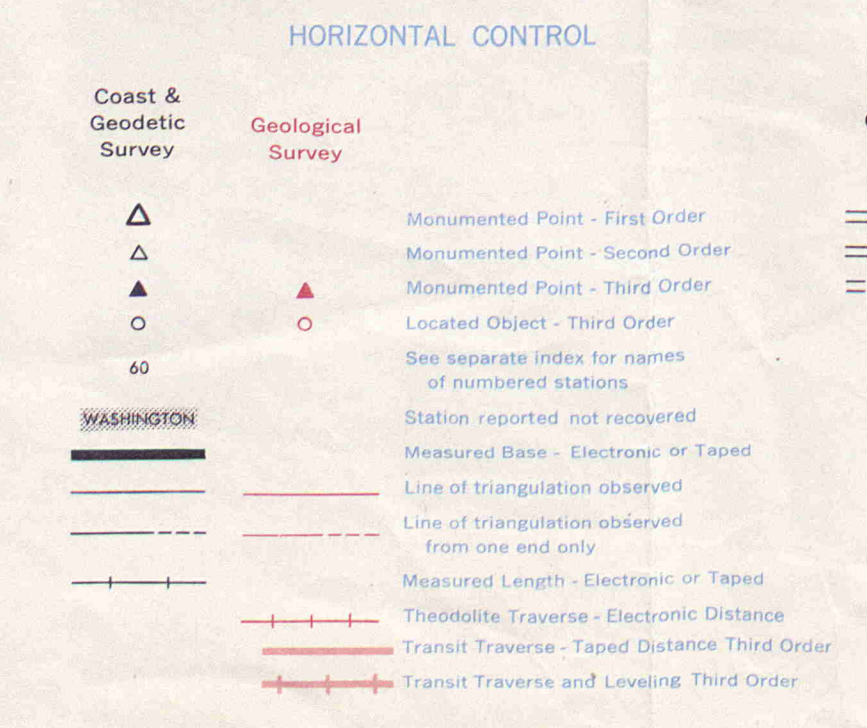 HORIZONTAL CONTROL
Coast &
Geodetic
Survey
Geological
Survey
Monumented Point - First Order
Monumented Point - Second Order
Monumented Point - Third Order
Located Object - Third Order
60
See separate index for names
of numbered stations
WASHINGTON
Station reported not recovered
Measured Base - Electronic or Taped
Line of triangulation observed
Line of triangulation observed
from one end only
Measured Length - Electronic or Taped
Theodolite Traverse - Electronic Distance
Transit Traverse - Taped Distance Third Order
Transit Traverse and Leveling Third Order